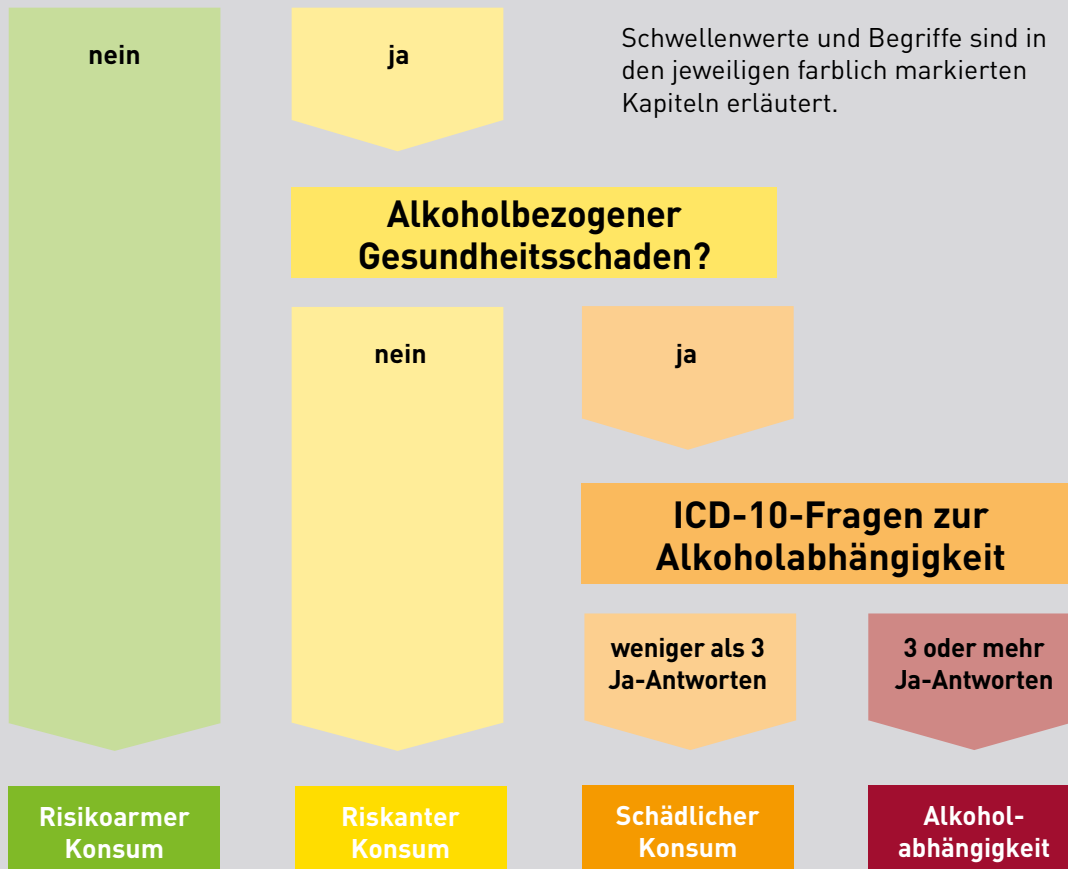 nein
ja
Schwellenwerte und Begriffe sind in
den jeweiligen farblich markierten
Kapiteln erläutert.
Alkoholbezogener
Gesundheitsschaden?
nein
ja
ICD-10-Fragen zur
Alkoholabhängigkeit
weniger als 3
Ja-Antworten
3 oder mehr
Ja-Antworten
Risikoarmer
Konsum
Riskanter
Konsum
Schädlicher
Konsum
Alkohol-
abhängigkeit